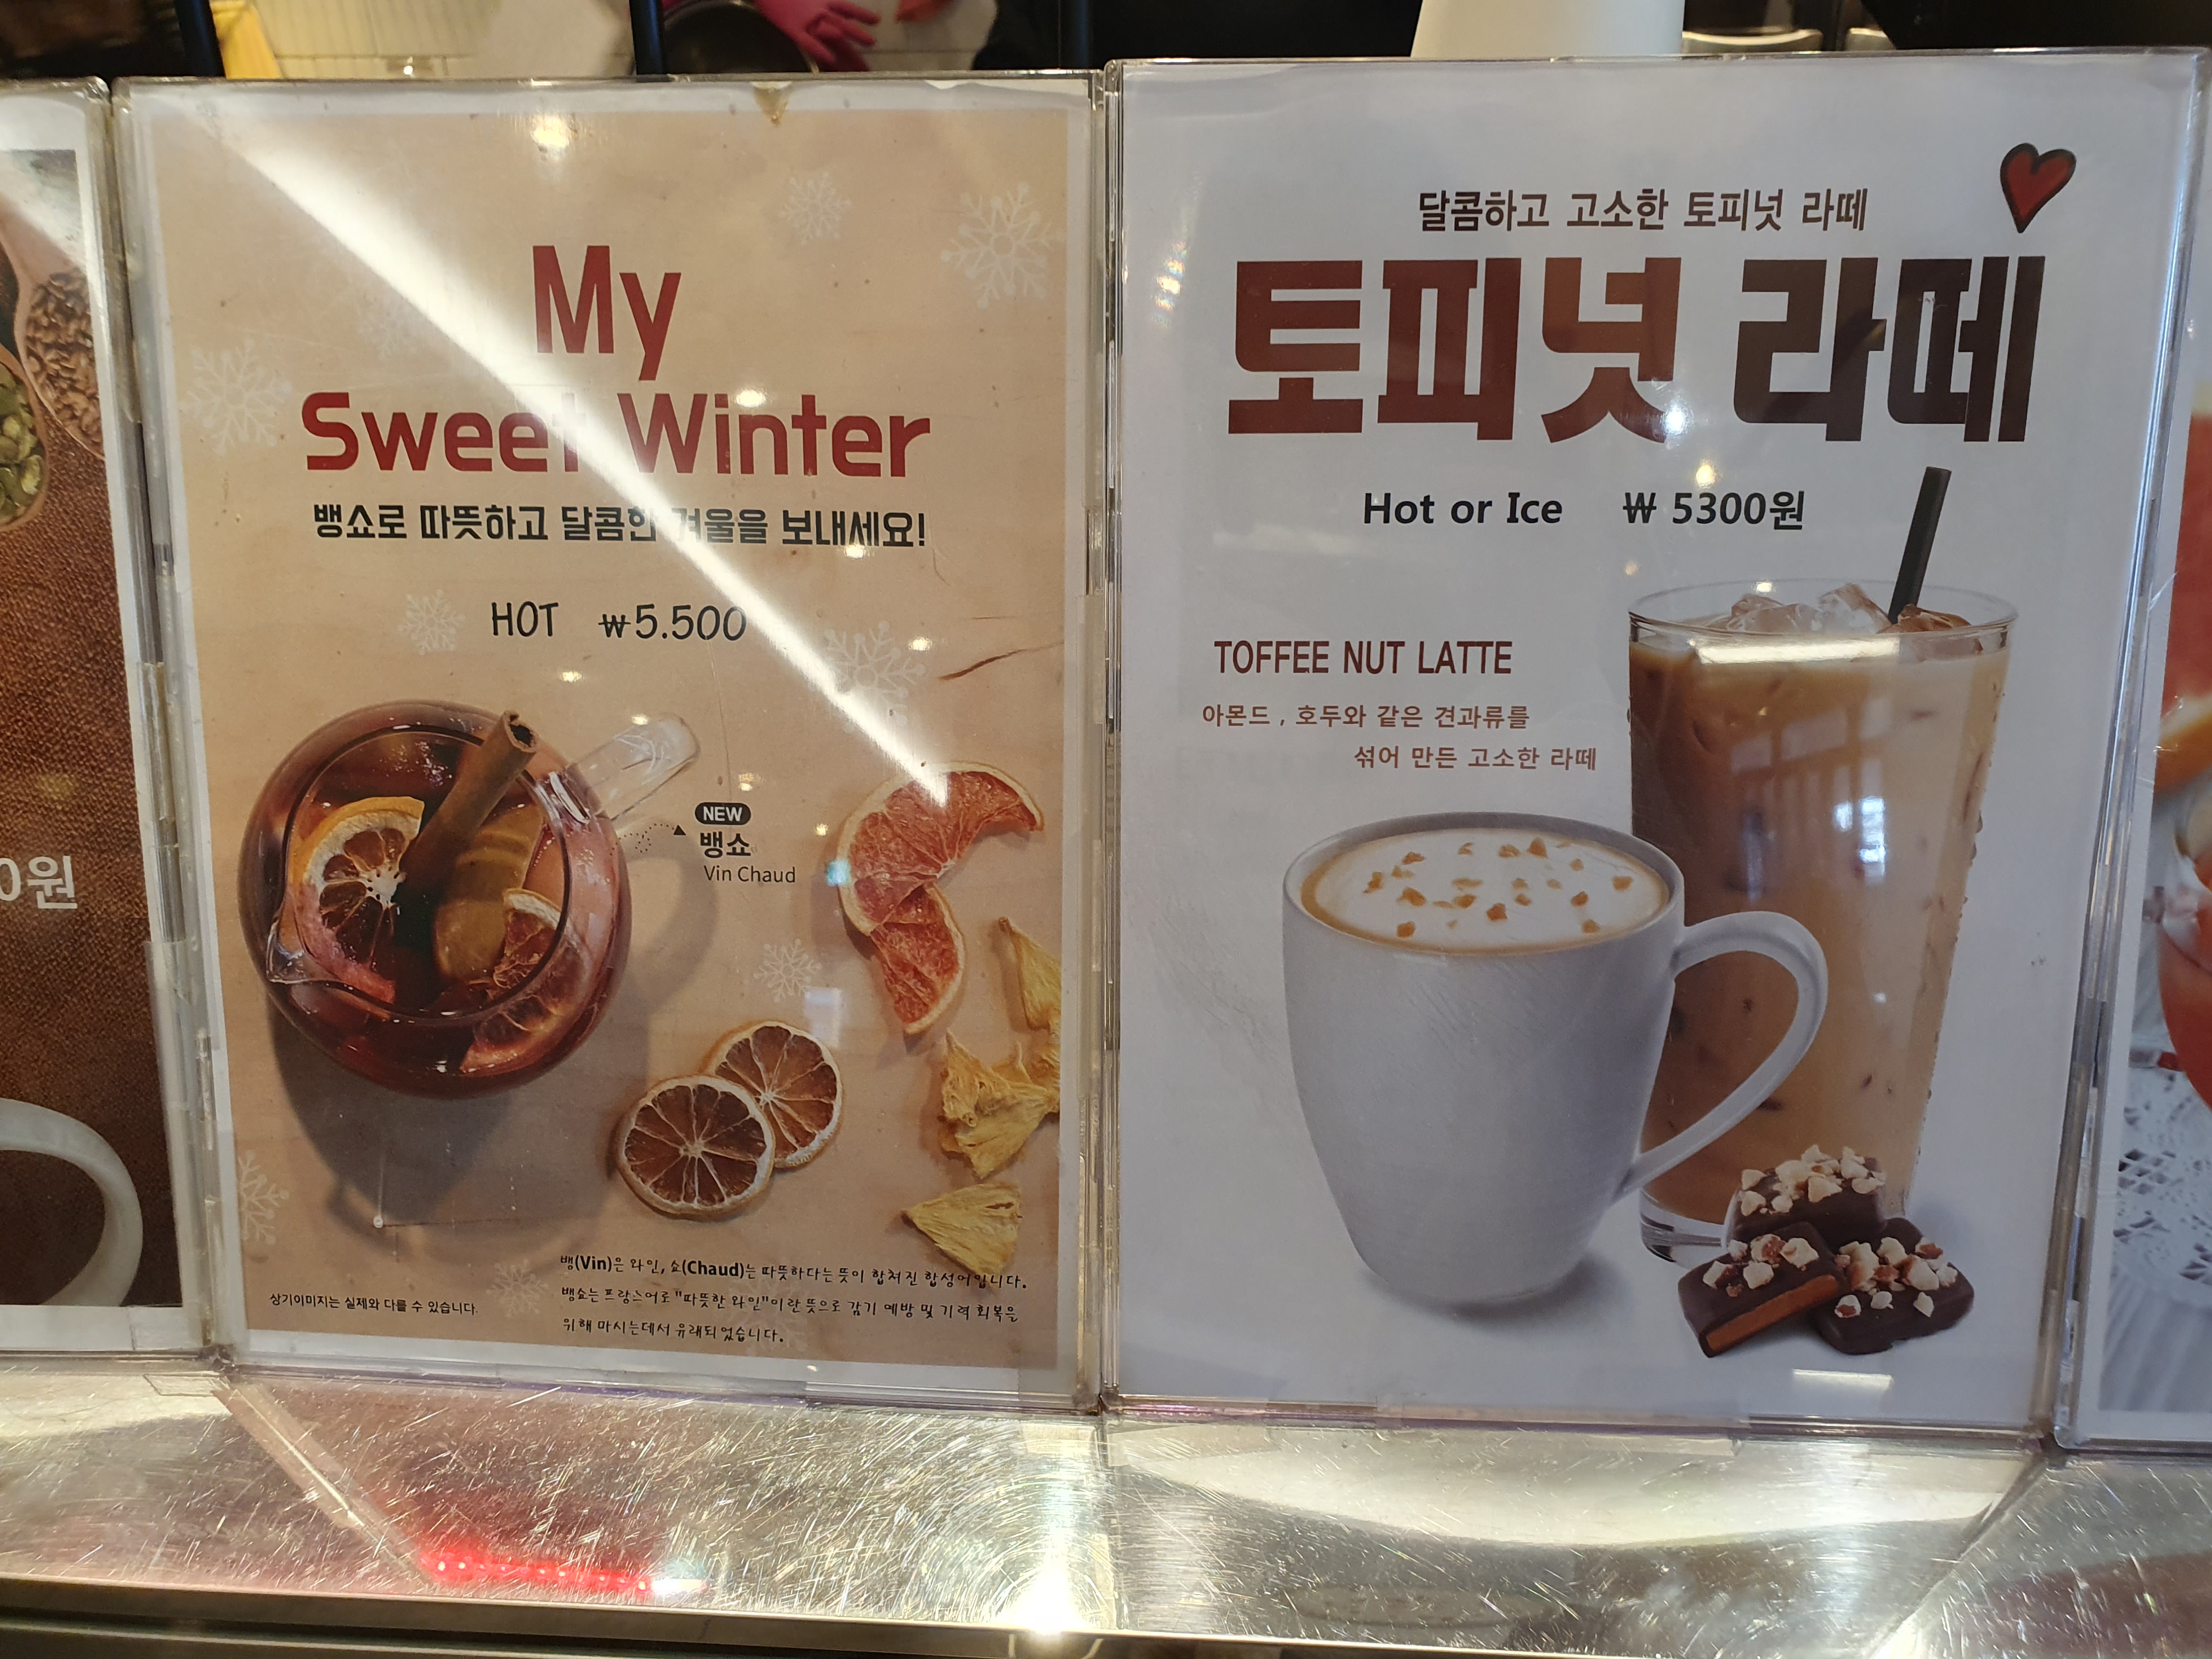 0원
My
Sweet Winter
뱅쇼로 따뜻하고 달콤한 겨울을 보내세요!
HOT ₩5.500
NEW
뱅쇼
Vin Chaud
뱅(Vin)은 와인, 쇼(Chaud)는 따뜻하다는 뜻이 합쳐진 합성어입니다.
뱅쇼는 프랑스어로 "따뜻한 와인"이란 뜻으로 감기 예방 및 기력 회복을
위해 마시는데서 유래되었습니다.
상기이미지는 실제와 다를 수 있습니다.
달콤하고 고소한 토피넛 라떼
토피넛 라떼
Hot or Ice ₩ 5300원
TOFFEE NUT LATTE
아몬드 , 호두와 같은 견과류를
섞어 만든 고소한 라떼